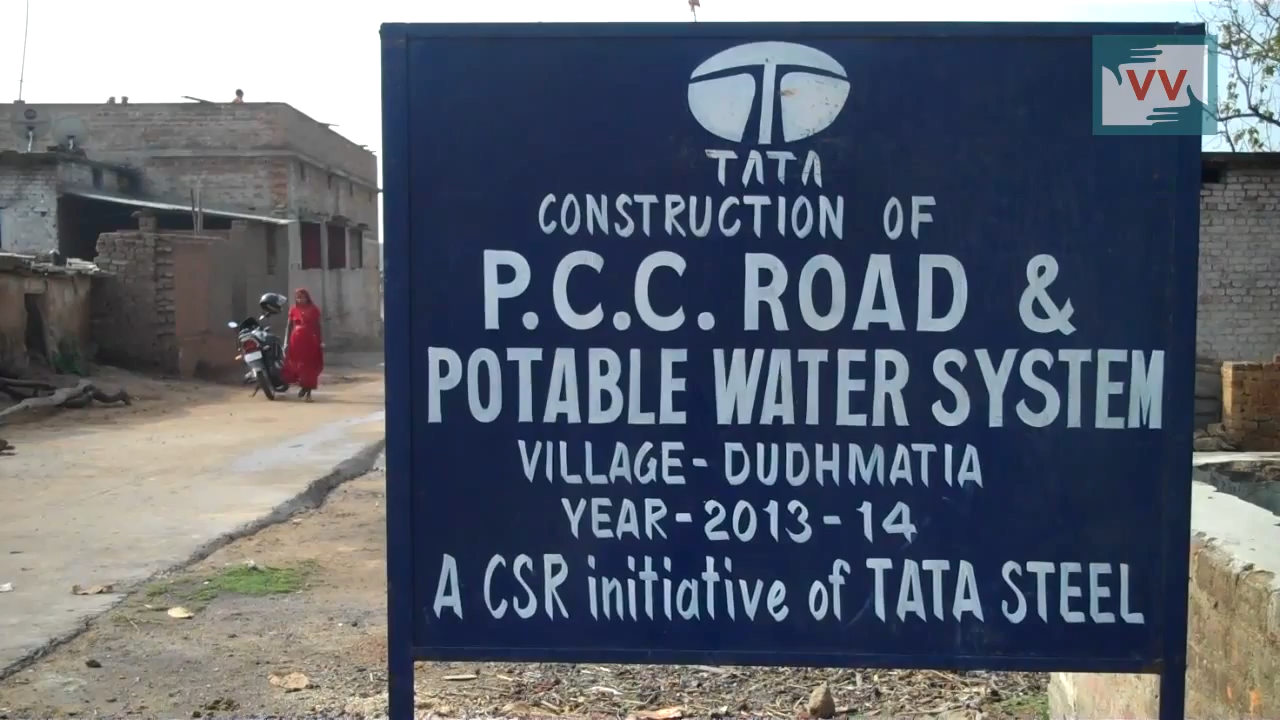 VV
TATA
CONSTRUCTION OF
P.C.C. ROAD &
POTABLE WATER SYSTEM
VILLAGE- DUDHMATIA
YEAR-2013-14
A CSR initiative of TATA STEEL